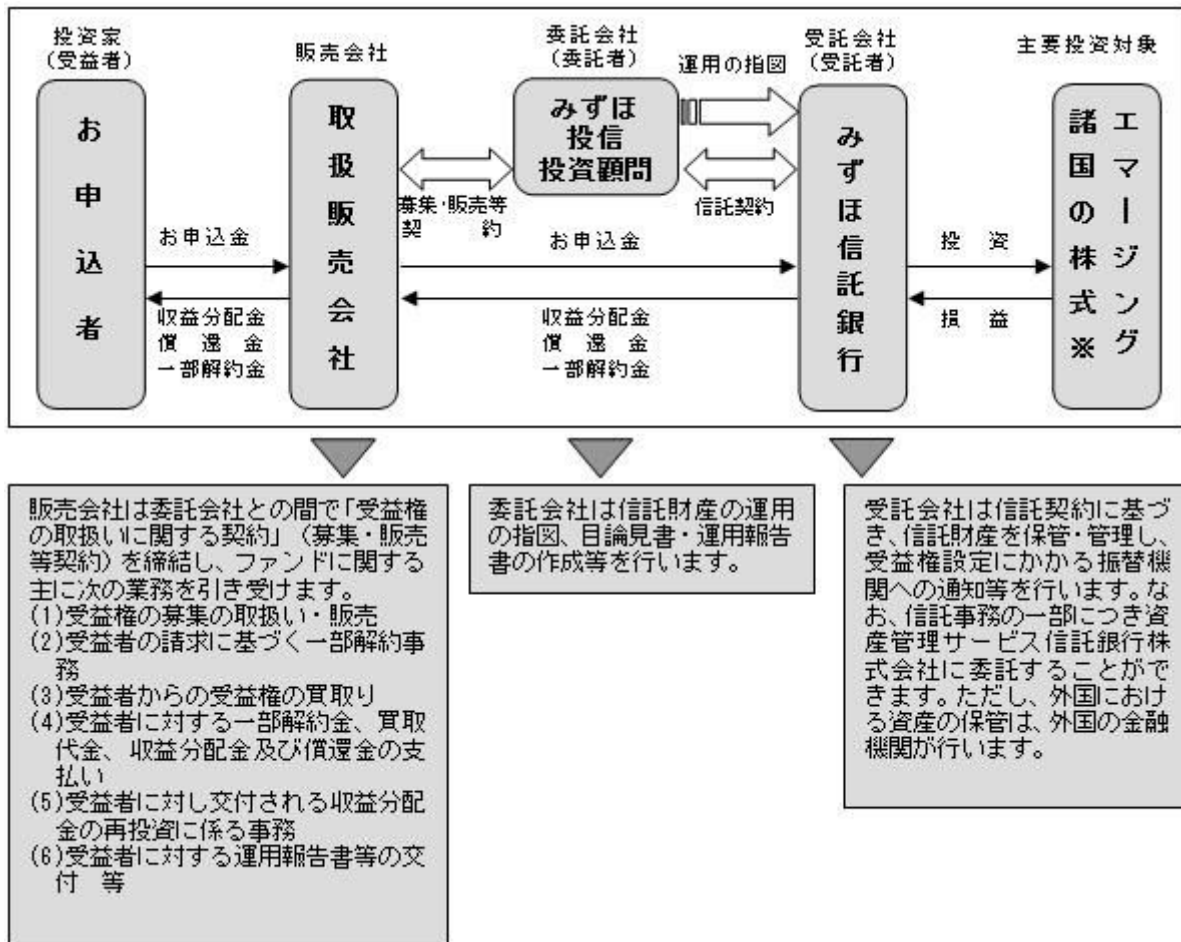 投資家
(受益者)
販売会社
委託会社
(委託者)
運用の指図
受託会社
(受託者)
主要投資対象
お申込者
取扱販売会社
みずほ
投信
投資顧問
みずほ信託銀行
エマージング
諸国の株式※
募集・販売等
契 約
信託契約
お申込金
お申込金
投 資
収益分配金
償 還 金
一部解約金
収益分配金
償 還 金
一部解約金
損 益
販売会社は委託会社との間で「受益権
の取扱いに関する契約」(募集・販売
等契約)を締結し、ファンドに関する
主に次の業務を引き受けます。
(1)受益権の募集の取扱い・販売
(2)受益者の請求に基づく一部解約事
務
(3)受益者からの受益権の買取り
(4)受益者に対する一部解約金、買取
代金、収益分配金及び償還金の支
払い
(5)受益者に対し交付される収益分配
金の再投資に係る事務
(6)受益者に対する運用報告書等の交
付 等
委託会社は信託財産の運用
の指図、目論見書・運用報告
書の作成等を行います。
受託会社は信託契約に基づ
き、信託財産を保管・管理し、
受益権設定にかかる振替機
関への通知等を行います。な
お、信託事務の一部につき資
産管理サービス信託銀行株
式会社に委託することがで
きます。ただし、外国におけ
る資産の保管は、外国の金融
機関が行います。